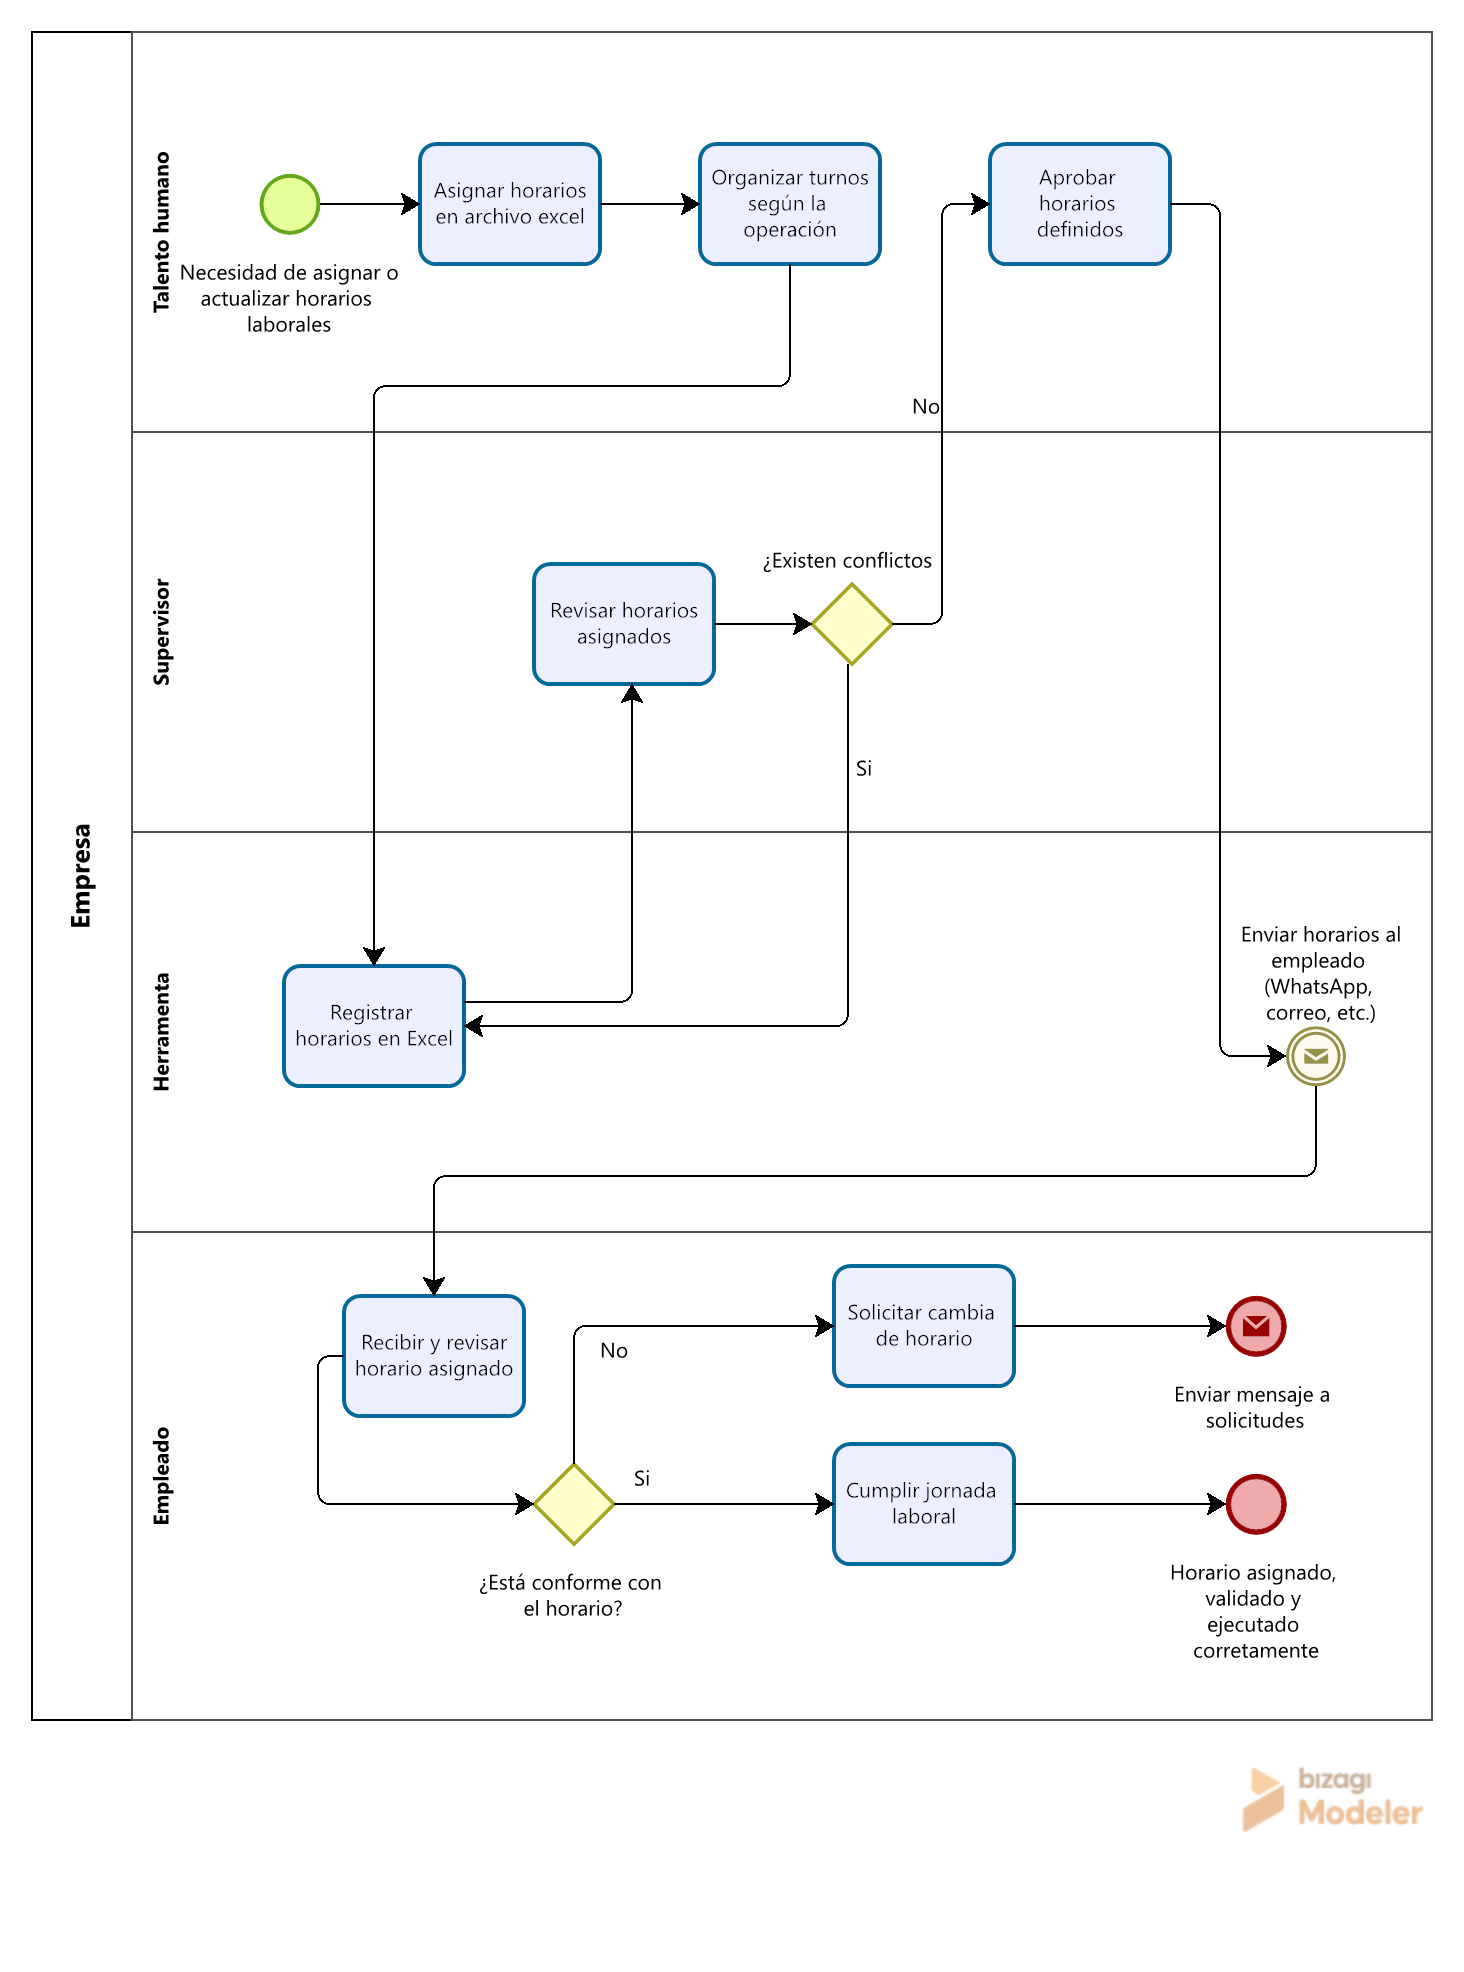 Empresa
Talento humano
Necesidad de asignar o
actualizar horarios
laborales
Asignar horarios
en archivo excel
Organizar turnos
según la
operación
Aprobar
horarios
definidos
No
Supervisor
Revisar horarios
asignados
¿Existen conflictos
Si
Herramenta
Registrar
horarios en Excel
Enviar horarios al
empleado
(WhatsApp,
correo, etc.)
Empleado
Recibir y revisar
horario asignado
¿Está conforme con
el horario?
No
Si
Solicitar cambia
de horario
Enviar mensaje a
solicitudes
Cumplir jornada
laboral
Horario asignado,
validado y
ejecutado
corretamente
bizagi
Modeler